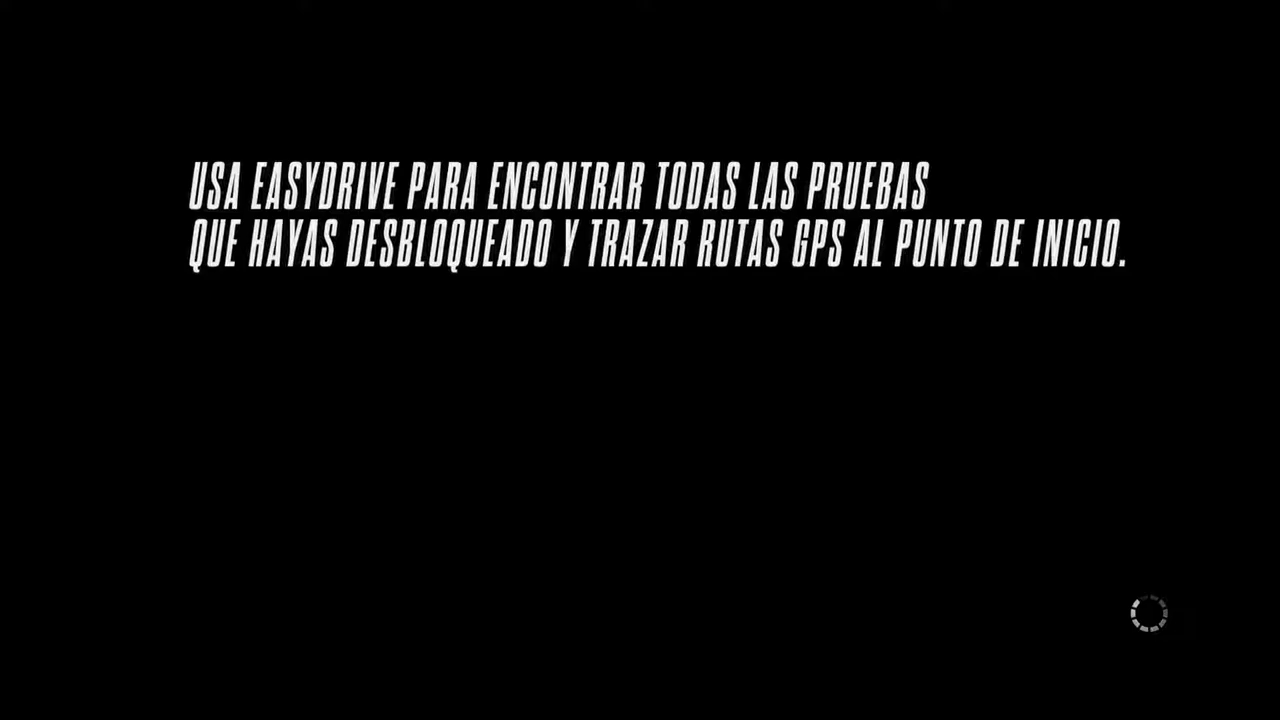 USA EASYDRIVE PARA ENCONTRAR TODAS LAS PRUEBAS
QUE HAYAS DESBLOQUEADO Y TRAZAR RUTAS GPS AL PUNTO DE INICIO.